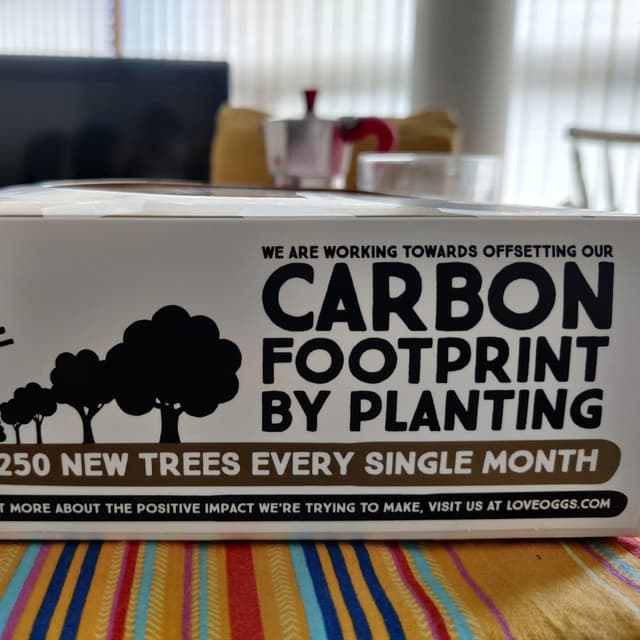 WE ARE WORKING TOWARDS OFFSETTING OUR
CARBON
FOOTPRINT
BY PLANTING
250 NEW TREES EVERY SINGLE MONTH
MORE ABOUT THE POSITIVE IMPACT WE'RE TRYING TO MAKE, VISIT US AT LOVEOGGS.COM